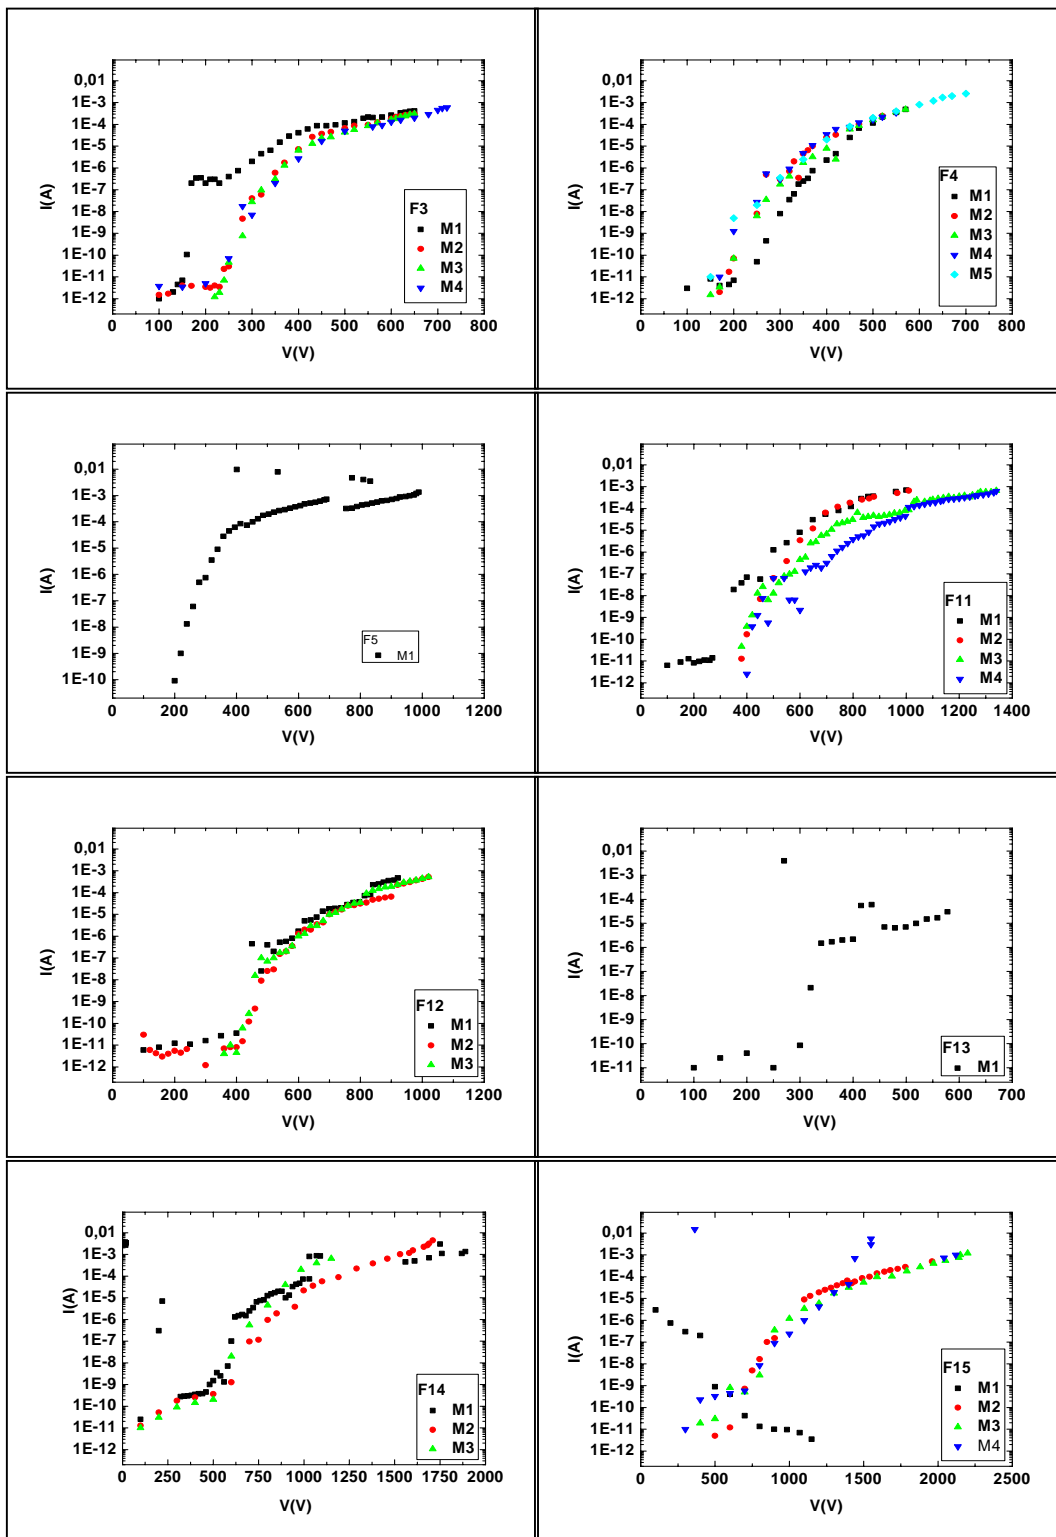 0,01
1E-3
1E-4
1E-5
1E-6
1E-7
1E-8
1E-9
1E-10
1E-11
1E-12
I(A)
F3
M1
M2
M3
M4
0 100 200 300 400 500 600 700 800
V(V)
0,01
1E-3
1E-4
1E-5
1E-6
1E-7
1E-8
1E-9
1E-10
1E-11
1E-12
I(A)
F4
M1
M2
M3
M4
M5
0 100 200 300 400 500 600 700 800
V(V)
0,01
1E-3
1E-4
1E-5
1E-6
1E-7
1E-8
1E-9
1E-10
I(A)
F5
M1
0 200 400 600 800 1000 1200
V(V)
0,01
1E-3
1E-4
1E-5
1E-6
1E-7
1E-8
1E-9
1E-10
1E-11
1E-12
I(A)
F11
M1
M2
M3
M4
0 200 400 600 800 1000 1200 1400
V(V)
0,01
1E-3
1E-4
1E-5
1E-6
1E-7
1E-8
1E-9
1E-10
1E-11
1E-12
I(A)
F12
M1
M2
M3
0 200 400 600 800 1000 1200
V(V)
0,01
1E-3
1E-4
1E-5
1E-6
1E-7
1E-8
1E-9
1E-10
1E-11
I(A)
F13
M1
0 100 200 300 400 500 600 700
V(V)
0,01
1E-3
1E-4
1E-5
1E-6
1E-7
1E-8
1E-9
1E-10
1E-11
1E-12
I(A)
F14
M1
M2
M3
0 250 500 750 1000 1250 1500 1750 2000
V(V)
0,01
1E-3
1E-4
1E-5
1E-6
1E-7
1E-8
1E-9
1E-10
1E-11
1E-12
I(A)
F15
M1
M2
M3
M4
500 1000 1500 2000 2500
V(V)